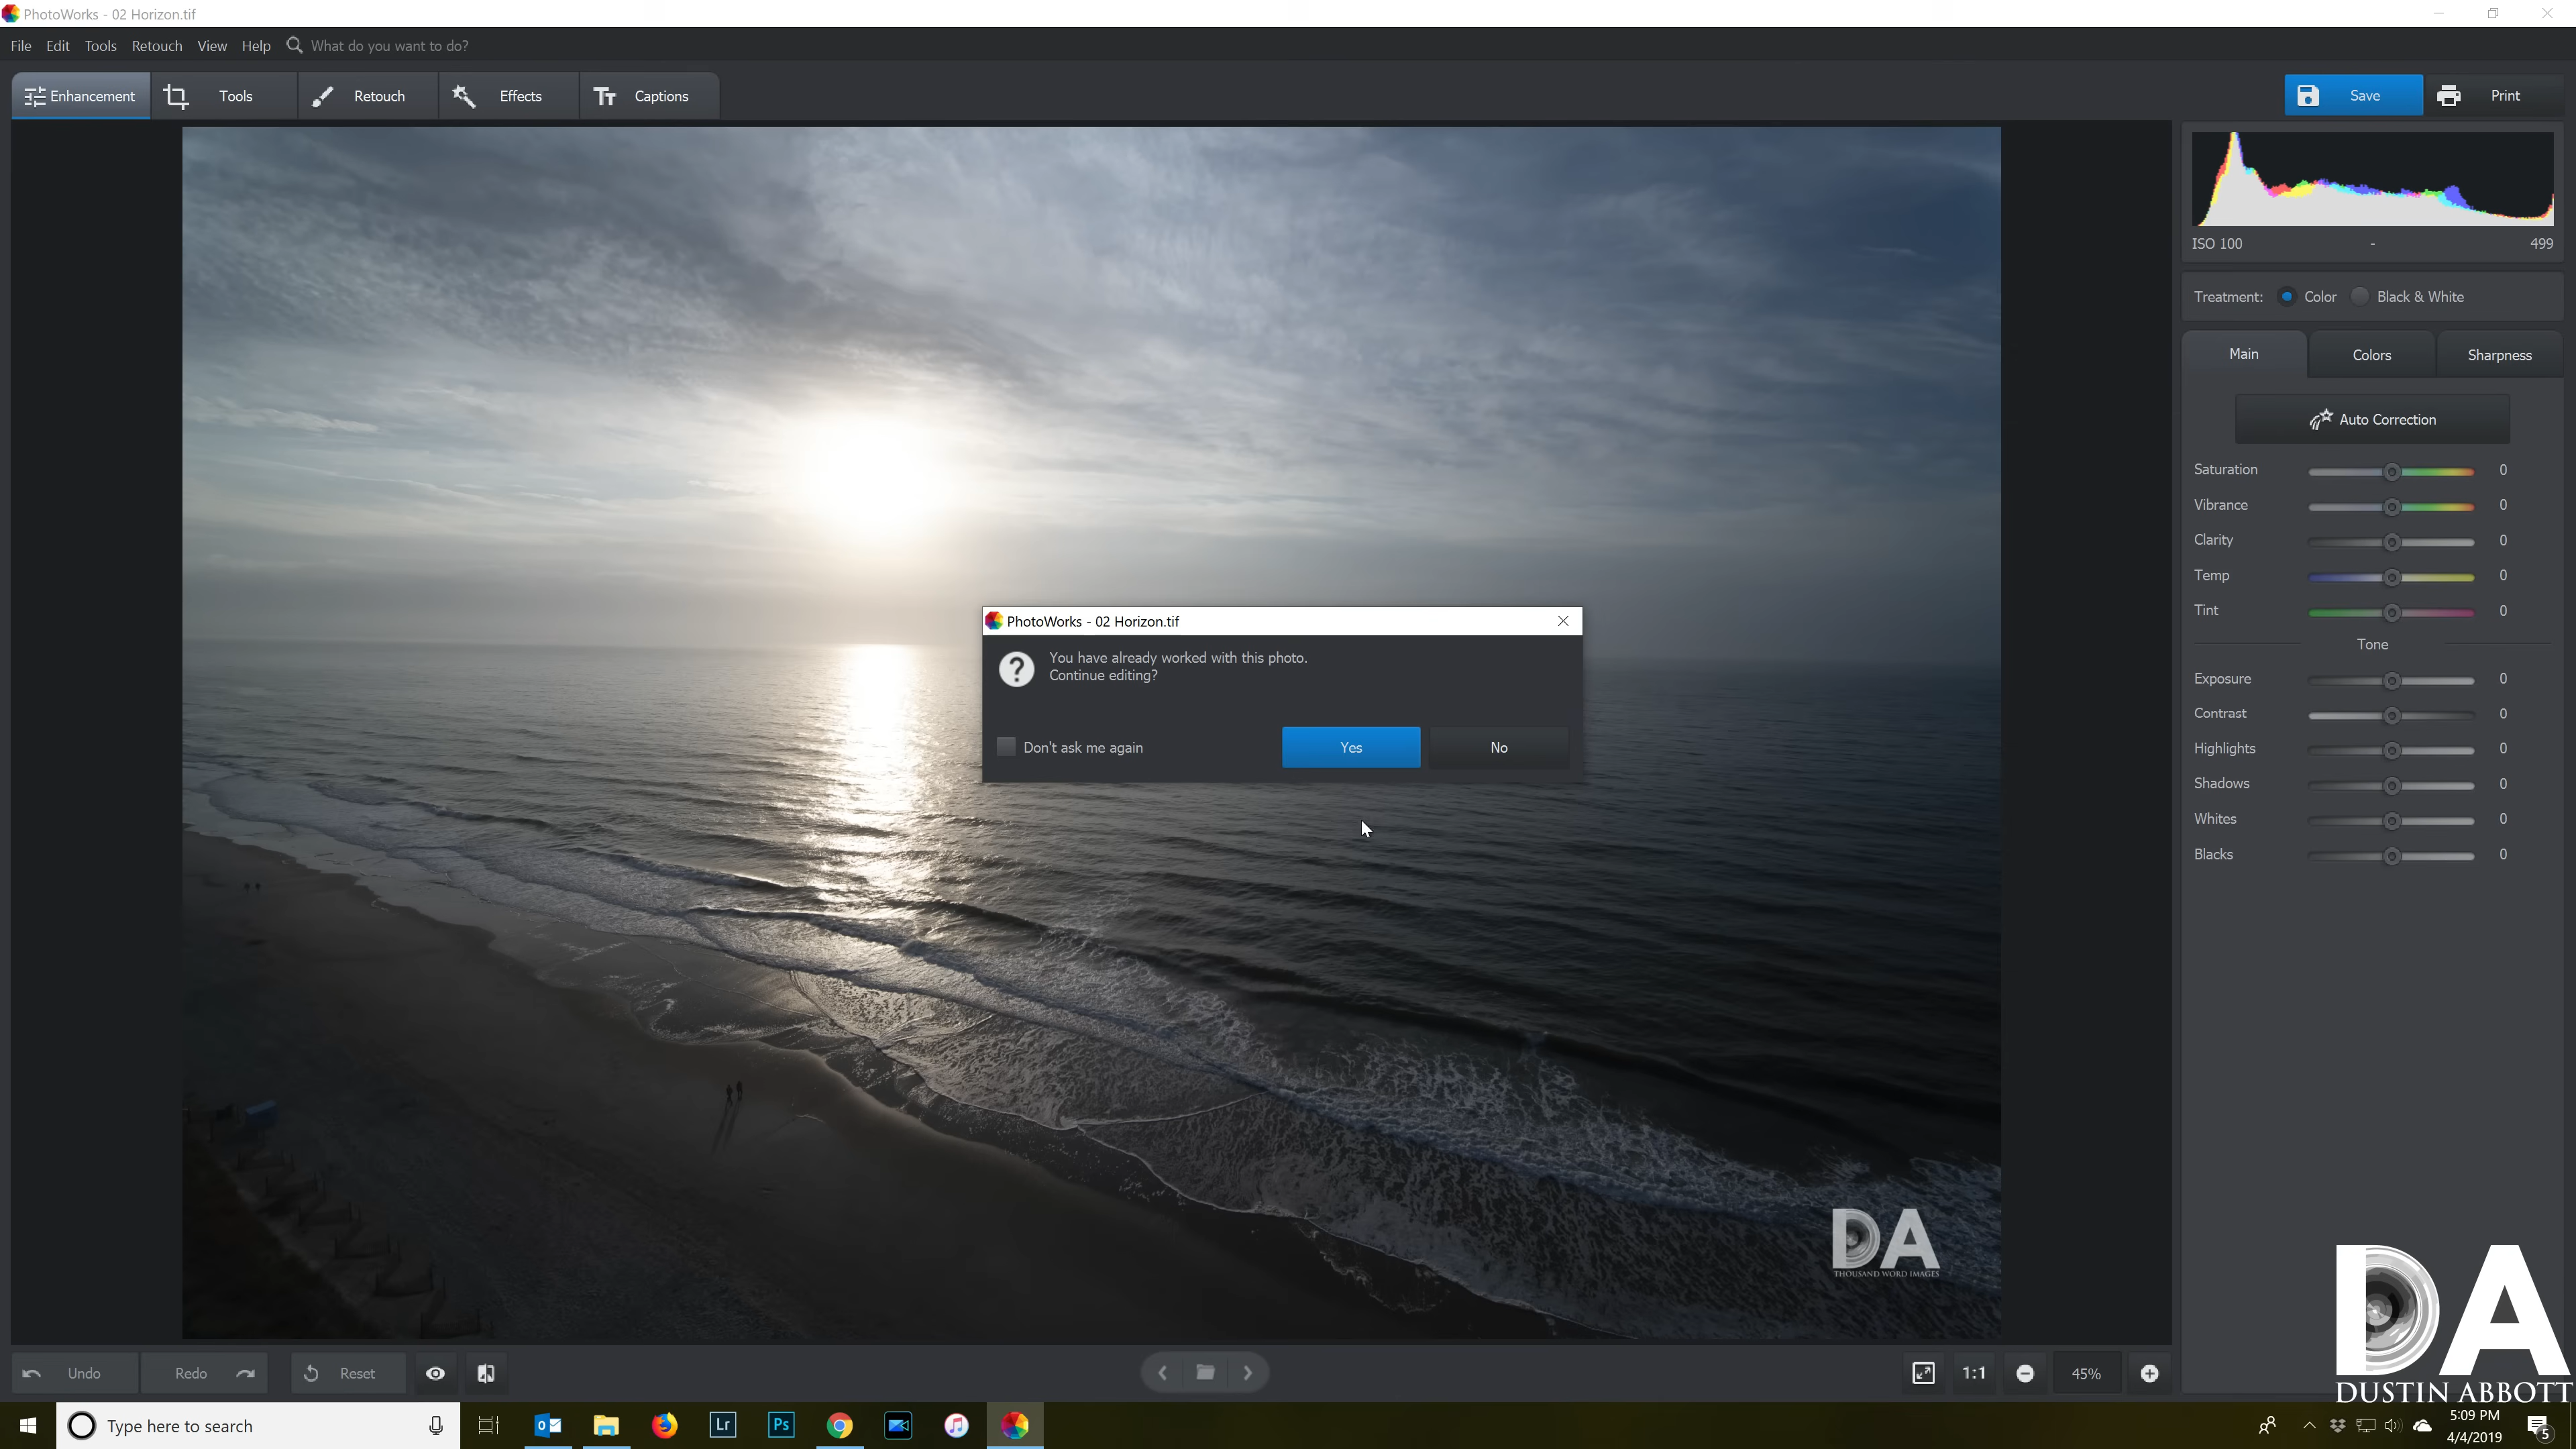 PhotoWorks - 02 Horizon.tif
File Edit Tools Retouch View Help What do you want to do?
Enhancement Tools Retouch Effects Captions Save Print
ISO 100 - 499
Treatment: Color Black & White
Main Colors Sharpness
Auto Correction
Saturation 0
Vibrance 0
Clarity 0
Temp 0
Tint 0
Tone
Exposure 0
Contrast 0
Highlights 0
Shadows 0
Whites 0
Blacks 0
PhotoWorks - 02 Horizon.tif
You have already worked with this photo.
Continue editing?
Don't ask me again Yes No
DA
THOUSAND WORD IMAGES
DA
DUSTIN ABBOTT
Undo Redo Reset 1:1 45%
Type here to search Lr Ps
5:09 PM
4/4/2019
5